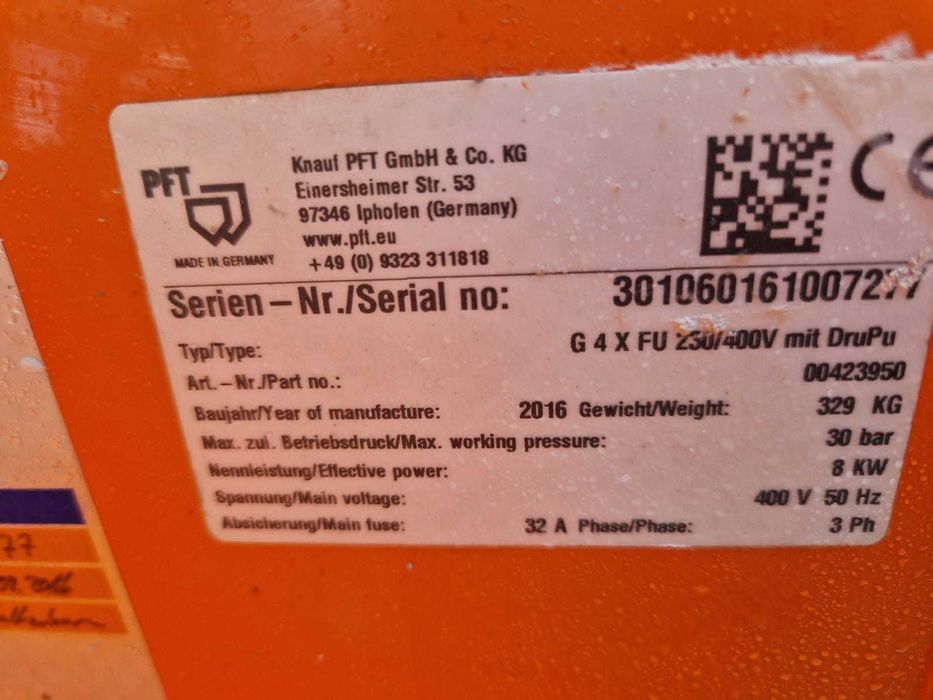 PFT
MADE IN GERMANY
Knauf PFT GmbH & Co. KG
Einersheimer Str. 53
97346 Iphofen (Germany)
www.pft.eu
+49 (0) 9323 311818
CE
Serien – Nr./Serial no: 301060161007277
Typ/Type: G 4 X FU 230/400V mit DruPu
Art. – Nr./Part no.: 00423950
Baujahr/Year of manufacture: 2016 Gewicht/Weight: 329 KG
Max. zul. Betriebsdruck/Max. working pressure: 30 bar
Nennleistung/Effective power: 8 KW
Spannung/Main voltage: 400 V 50 Hz
Absicherung/Main fuse: 32 A Phase/Phase: 3 Ph
77